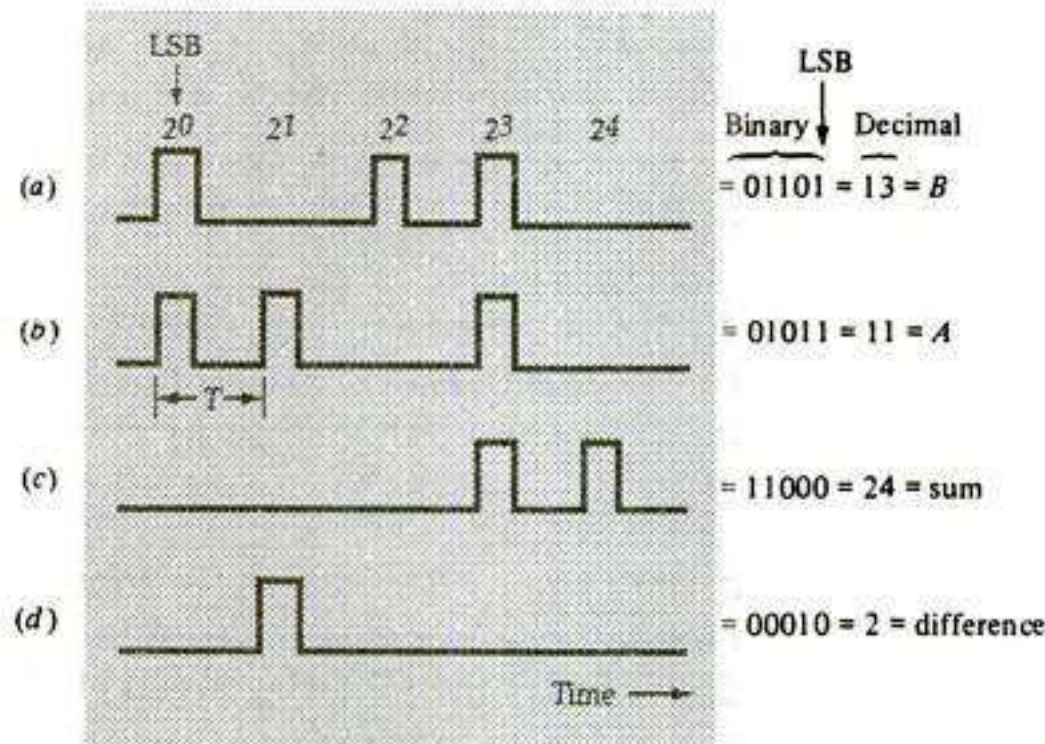 LSB
LSB
2⁰ 2¹ 2² 2³ 2⁴ Binary Decimal
(a) = 01101 = 13 = B
(b) = 01011 = 11 = A
T
(c) = 11000 = 24 = sum
(d) = 00010 = 2 = difference
Time